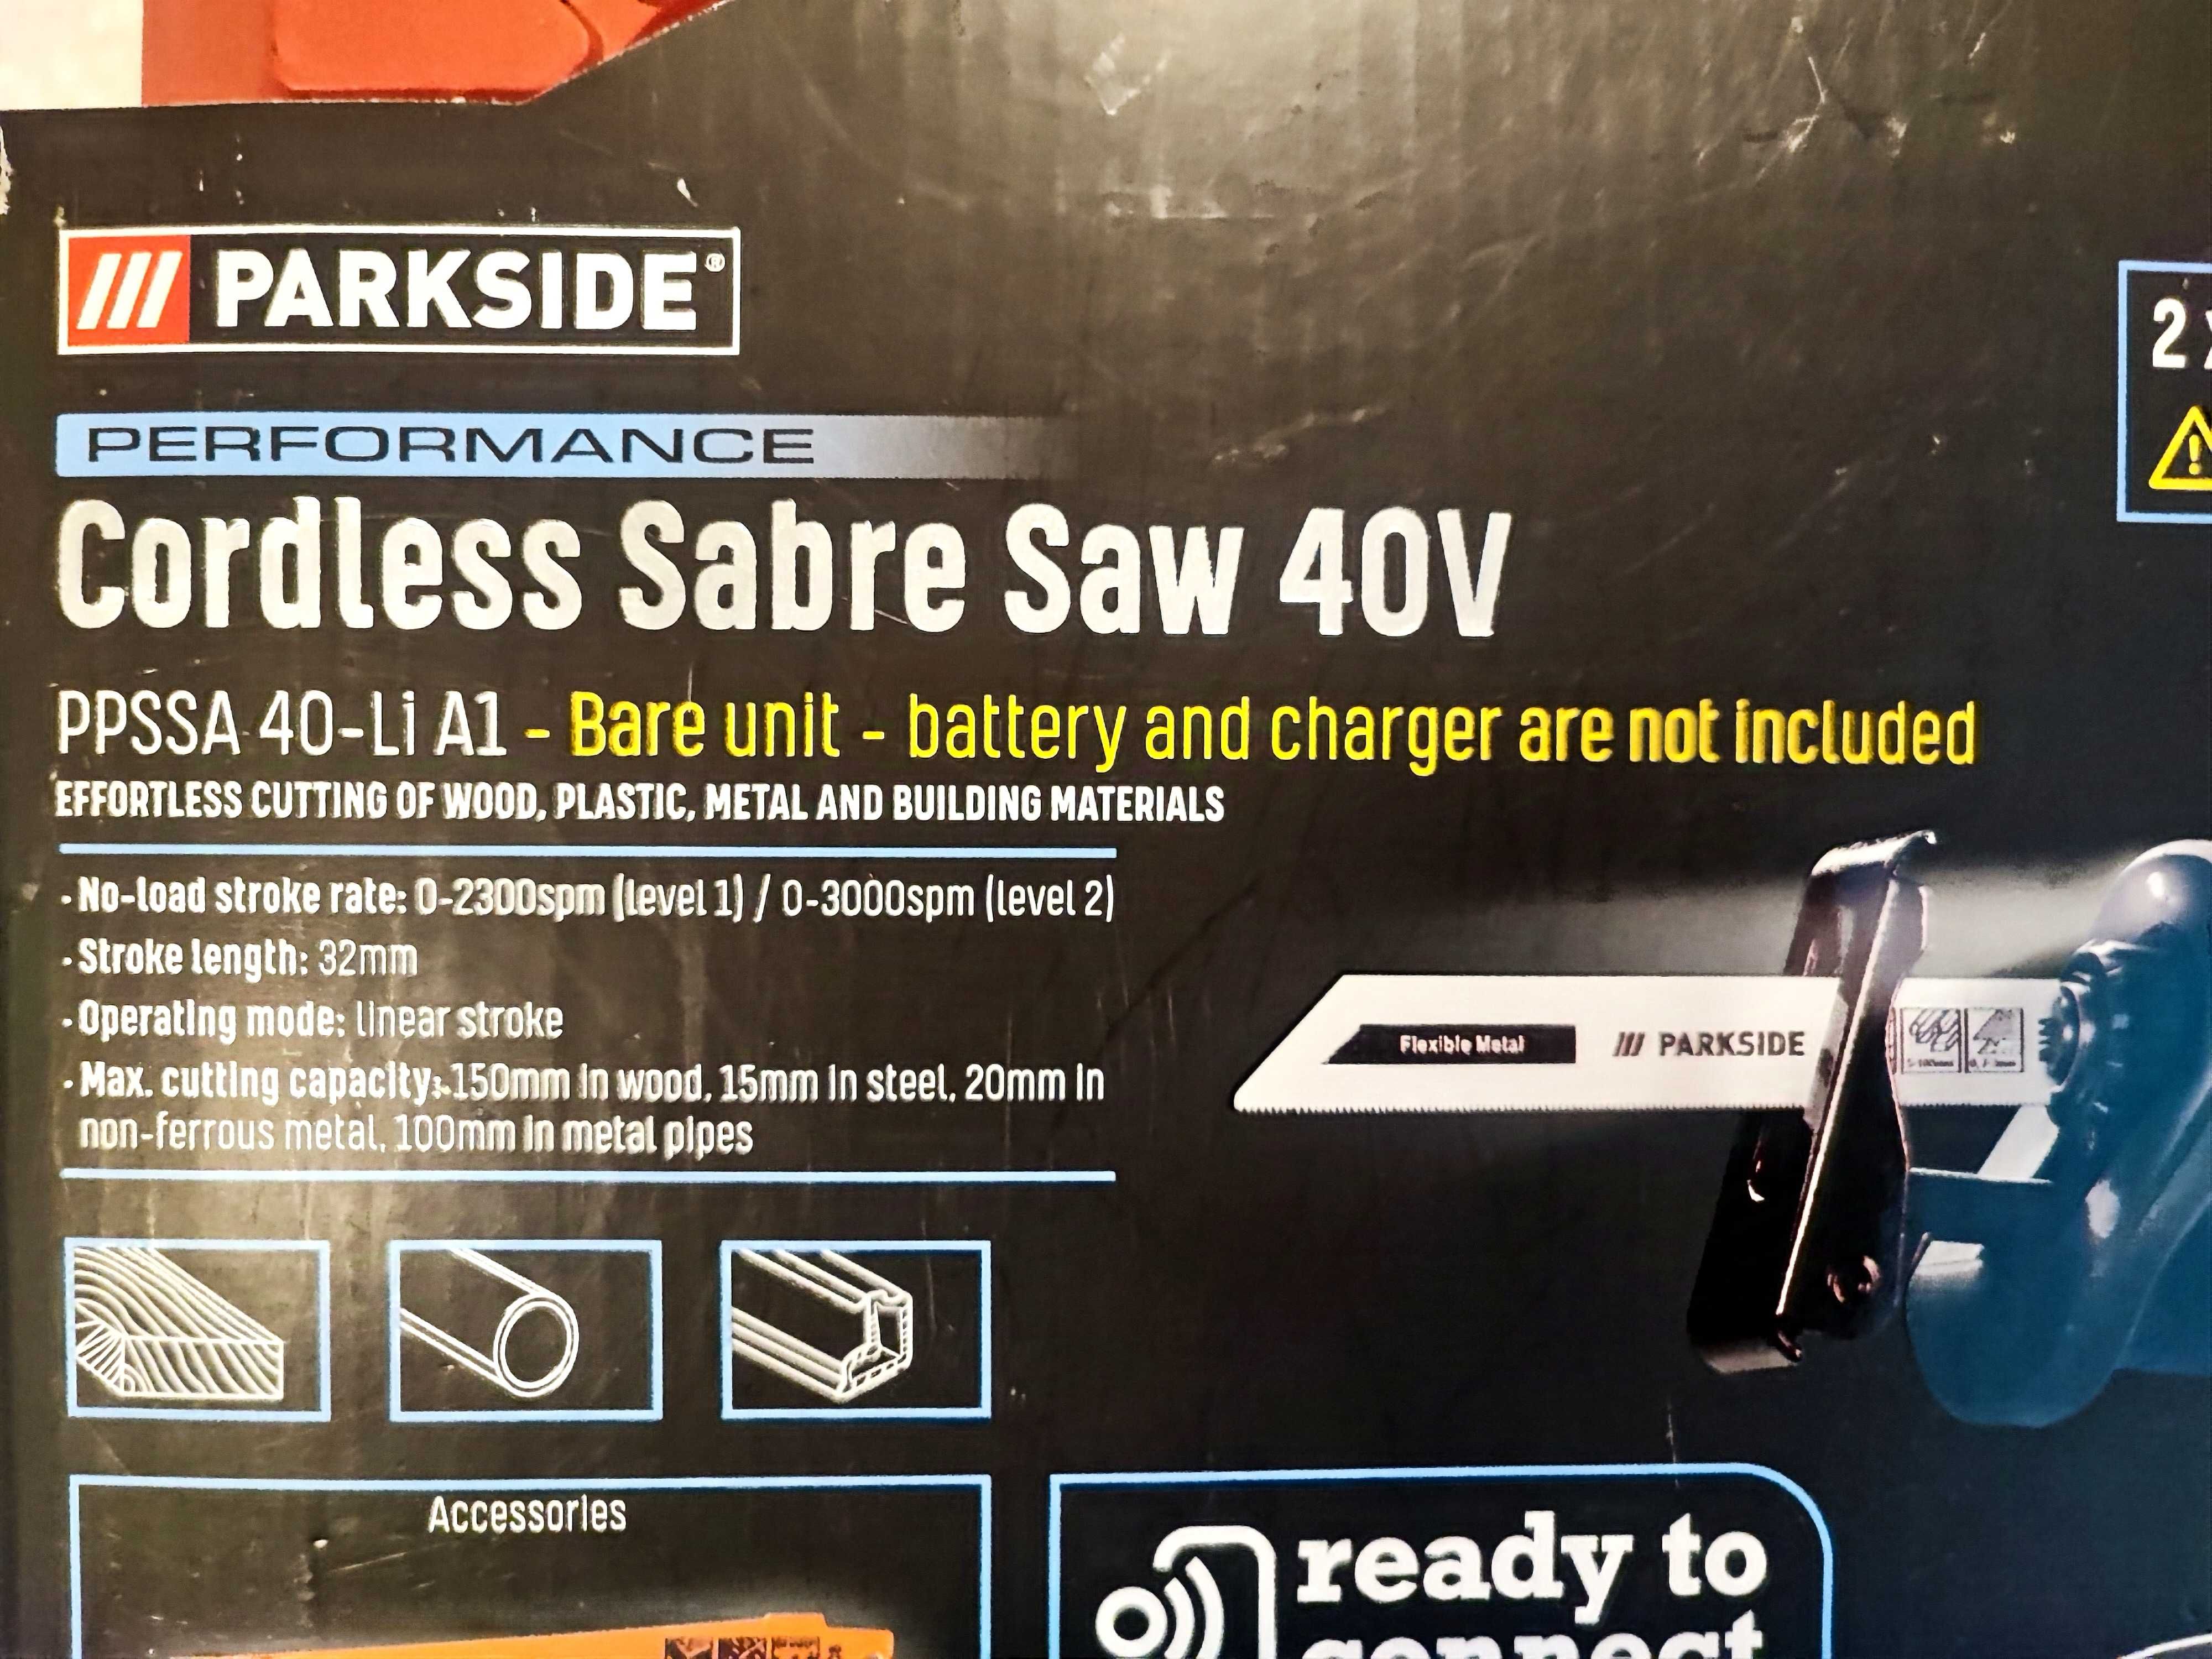 PARKSIDE®
PERFORMANCE
2 x
Cordless Sabre Saw 40V
PPSSA 40-Li A1 - Bare unit - battery and charger are not included
EFFORTLESS CUTTING OF WOOD, PLASTIC, METAL AND BUILDING MATERIALS
· No-load stroke rate: 0-2300spm (level 1) / 0-3000spm (level 2)
· Stroke length: 32mm
· Operating mode: linear stroke
· Max. cutting capacity: 150mm in wood, 15mm in steel, 20mm in
non-ferrous metal, 100mm in metal pipes
Flexible Metal
PARKSIDE
Accessories
ready to
connect